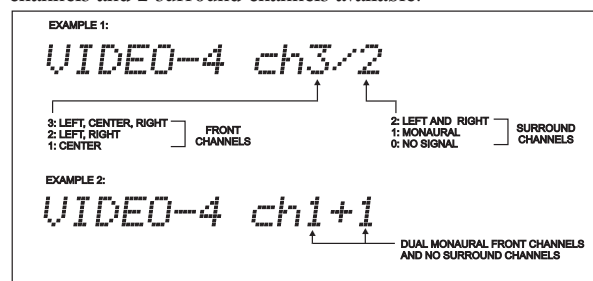 channels and 2 surround channels available.
EXAMPLE 1:
VIDEO-4 ch3/2
3: LEFT, CENTER, RIGHT
2: LEFT, RIGHT
1: CENTER
FRONT
CHANNELS
2: LEFT AND RIGHT
1: MONAURAL
0: NO SIGNAL
SURROUND
CHANNELS
EXAMPLE 2:
VIDEO-4 ch1+1
DUAL MONAURAL FRONT CHANNELS
AND NO SURROUND CHANNELS